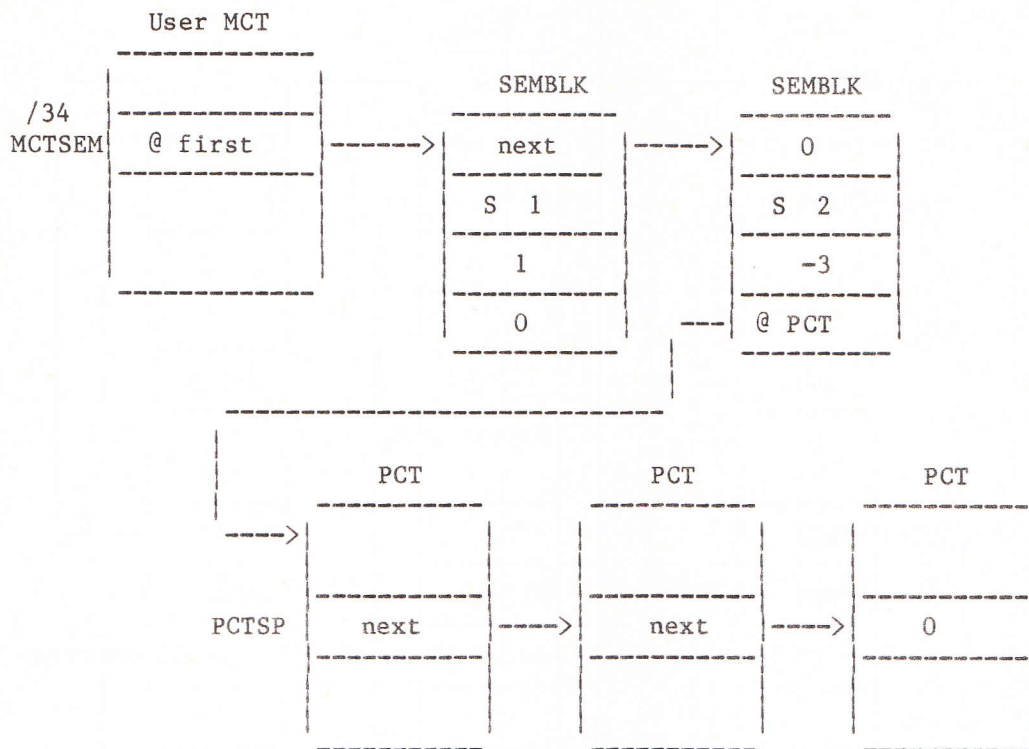 User MCT
SEMBLK SEMBLK
/34
MCTSEM @ first next 0
S 1 S 2
1 -3
0 @ PCT
PCT PCT PCT
PCTSP next next 0